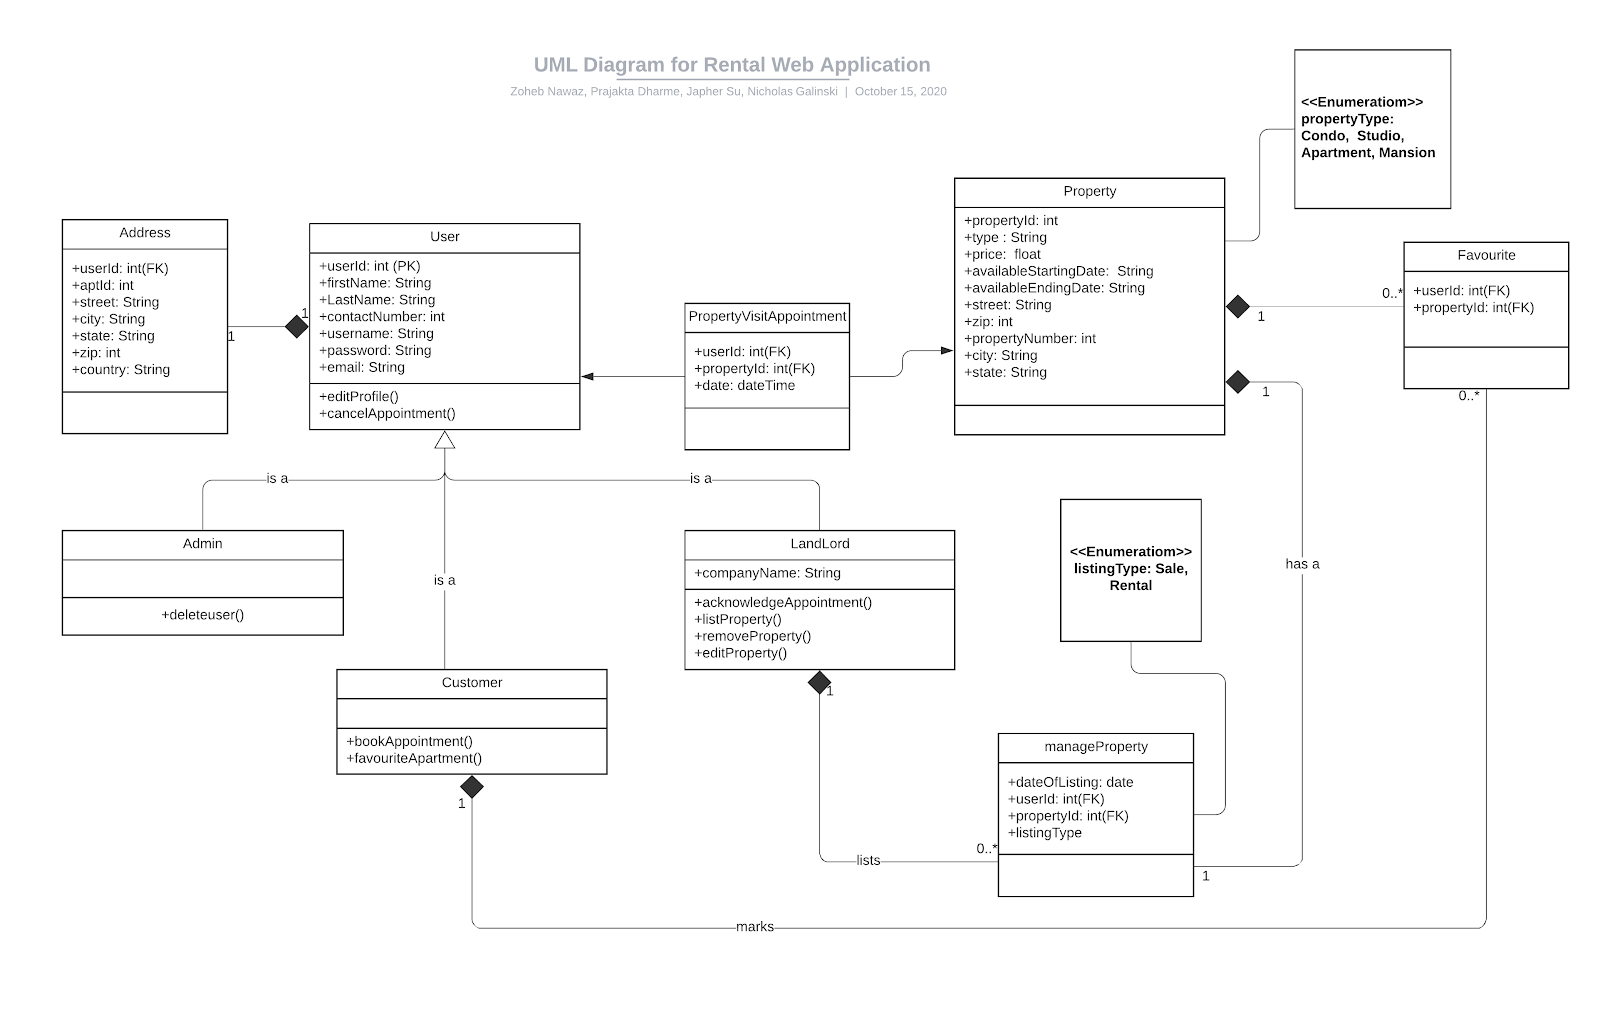 UML Diagram for Rental Web Application
Zoheb Nawaz, Prajakta Dharme, Japher Su, Nicholas Galinski | October 15, 2020
<<Enumeratiom>>
propertyType:
Condo, Studio,
Apartment, Mansion
Address
+userId: int(FK)
+aptId: int
+street: String
+city: String
+state: String
+zip: int
+country: String
1
1
User
+userId: int (PK)
+firstName: String
+LastName: String
+contactNumber: int
+username: String
+password: String
+email: String
+editProfile()
+cancelAppointment()
PropertyVisitAppointment
+userId: int(FK)
+propertyId: int(FK)
+date: dateTime
Property
+propertyId: int
+type : String
+price: float
+availableStartingDate: String
+availableEndingDate: String
+street: String
+zip: int
+propertyNumber: int
+city: String
+state: String
1
0..*
1
Favourite
+userId: int(FK)
+propertyId: int(FK)
0..*
is a
is a
is a
has a
Admin
+deleteuser()
LandLord
+companyName: String
+acknowledgeAppointment()
+listProperty()
+removeProperty()
+editProperty()
1
<<Enumeratiom>>
listingType: Sale,
Rental
Customer
+bookAppointment()
+favouriteApartment()
1
manageProperty
+dateOfListing: date
+userId: int(FK)
+propertyId: int(FK)
+listingType
0..*
lists
1
marks